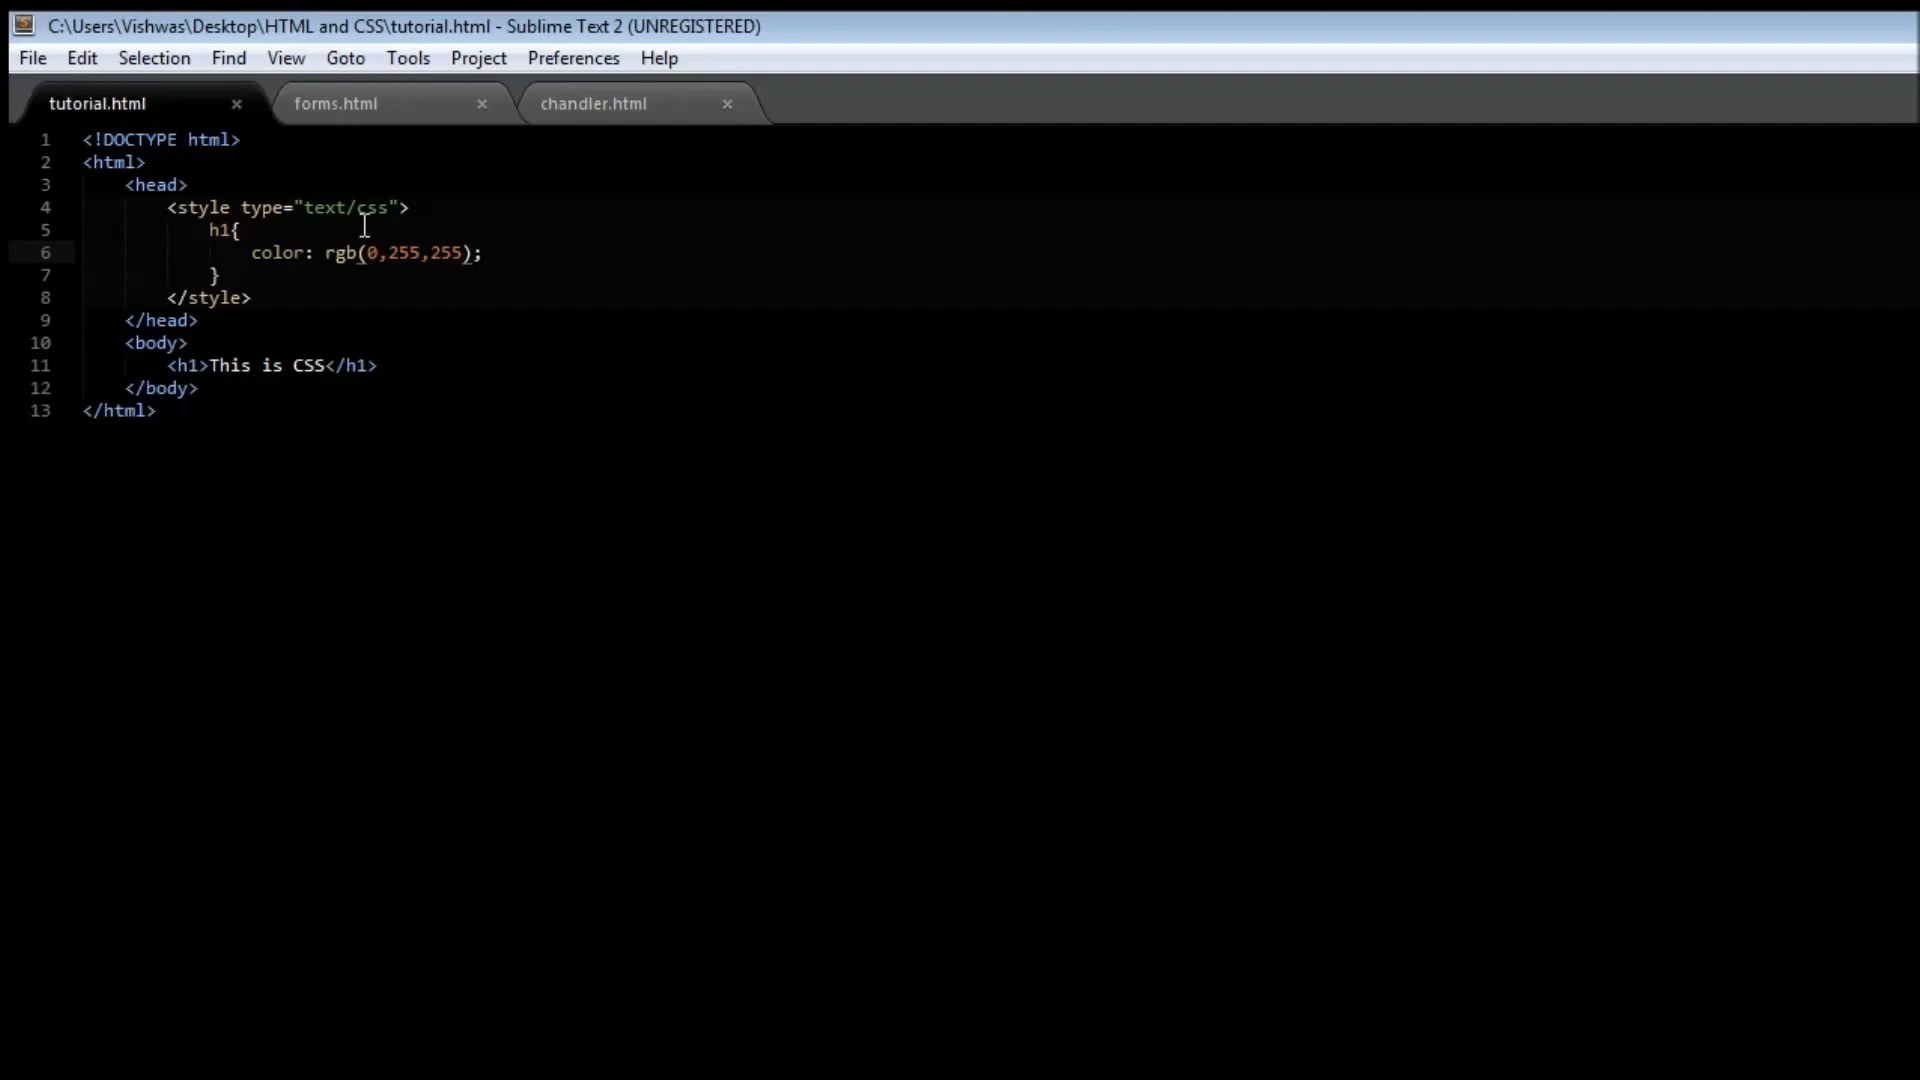 C:\Users\Vishwas\Desktop\HTML and CSS\tutorial.html - Sublime Text 2 (UNREGISTERED)
File Edit Selection Find View Goto Tools Project Preferences Help
tutorial.html × forms.html × chandler.html ×
1 <!DOCTYPE html>
2 <html>
3 <head>
4 <style type="text/css">
5 h1{
6 color: rgb(0,255,255);
7 }
8 </style>
9 </head>
10 <body>
11 <h1>This is CSS</h1>
12 </body>
13 </html>